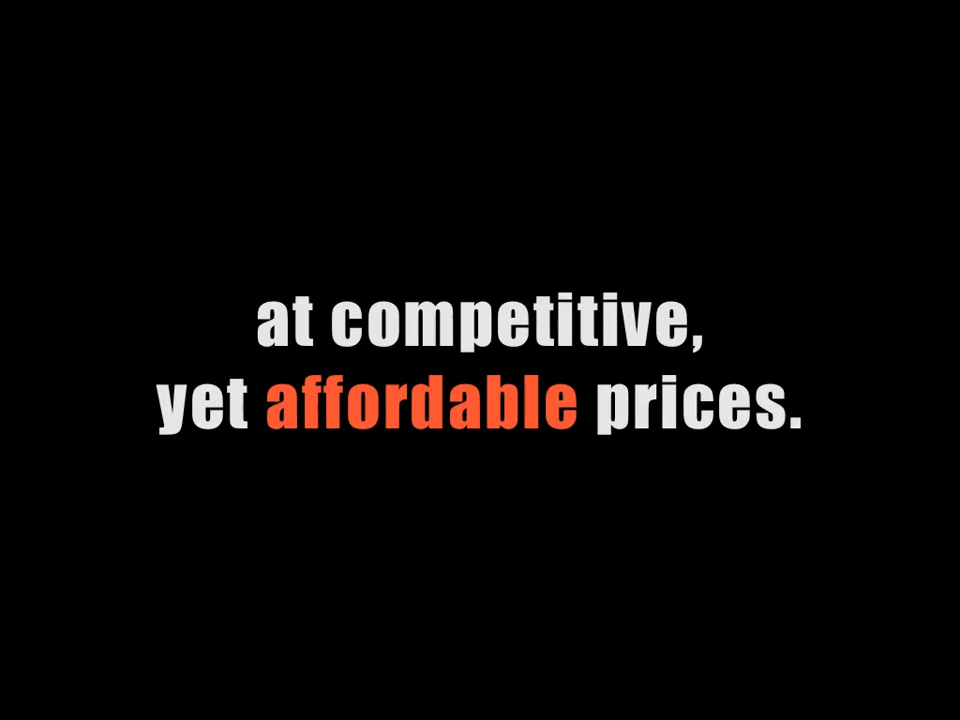 at competitive,
yet affordable prices.